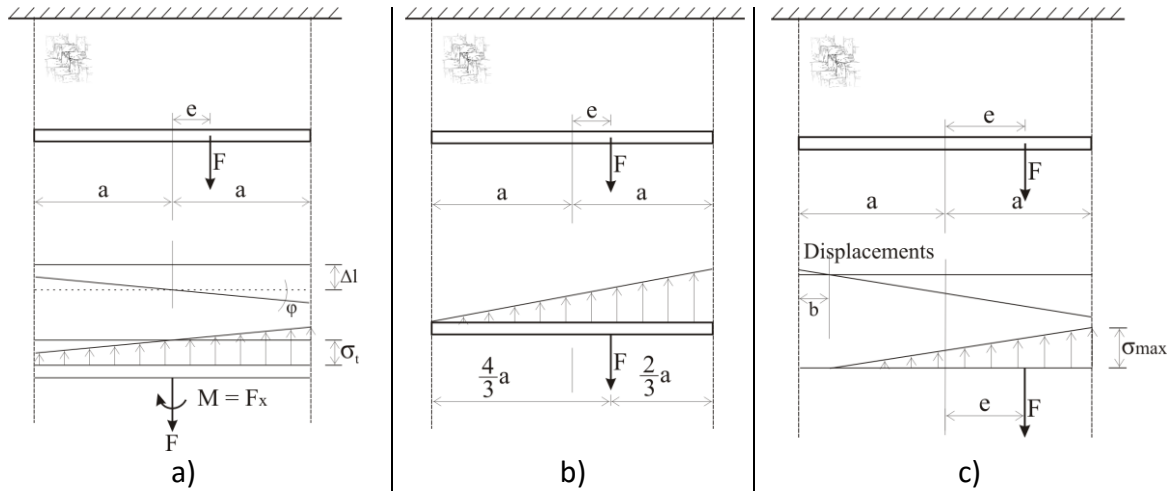 e
F
a
a
Δl
φ
σt
M = Fx
F
a)
e
F
a
a
F
4/3 a
2/3 a
b)
e
F
a
a
Displacements
b
σmax
e
F
c)